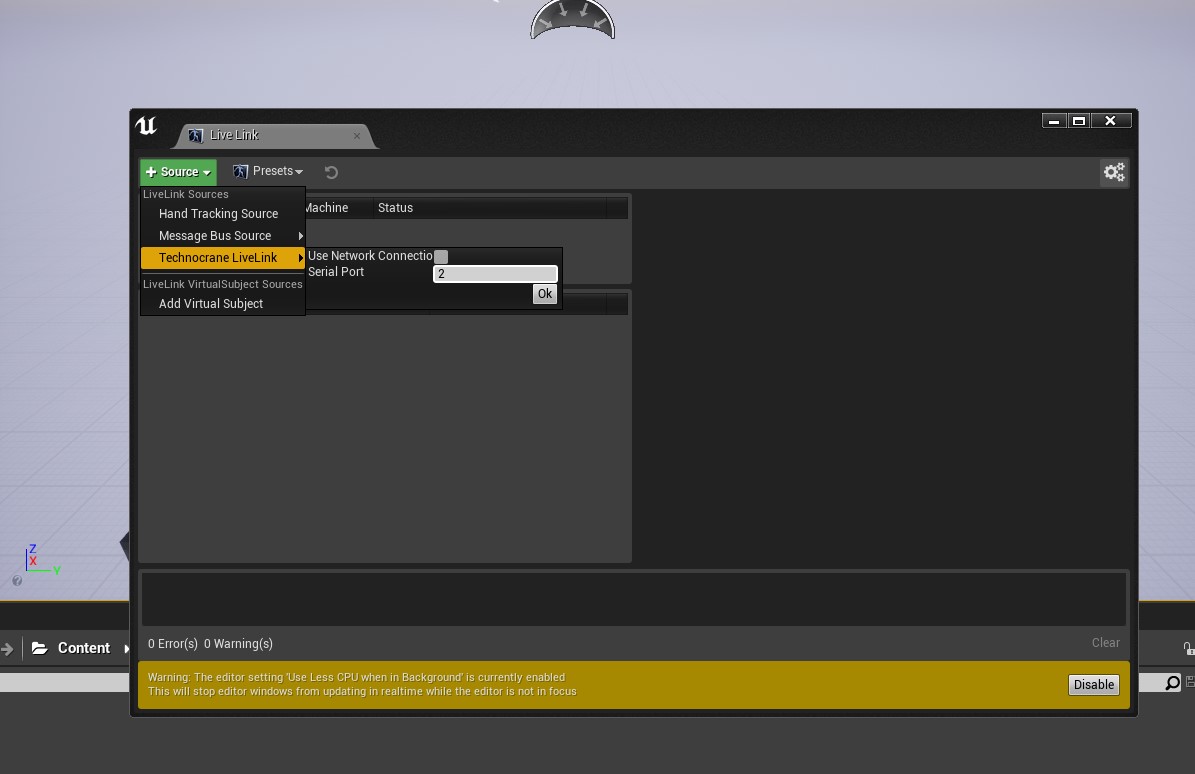 Live Link
Source
Presets
LiveLink Sources
Machine
Status
Hand Tracking Source
Message Bus Source
Technocrane LiveLink
Use Network Connectio
Serial Port
2
Ok
LiveLink VirtualSubject Sources
Add Virtual Subject
Z
X
Y
?
Content
0 Error(s) 0 Warning(s)
Clear
Warning: The editor setting 'Use Less CPU when in Background' is currently enabled
This will stop editor windows from updating in realtime while the editor is not in focus
Disable